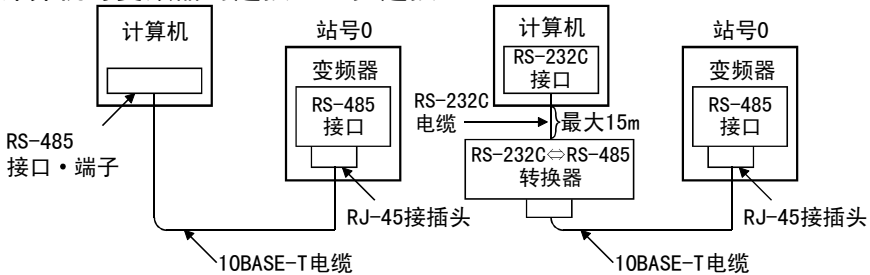 计算机
站号0
变频器
RS-485
接口
RS-485
接口·端子
RJ-45接插头
10BASE-T电缆
计算机
RS-232C
接口
RS-232C
电缆
最大15m
RS-232C⇔RS-485
转换器
站号0
变频器
RS-485
接口
RJ-45接插头
10BASE-T电缆